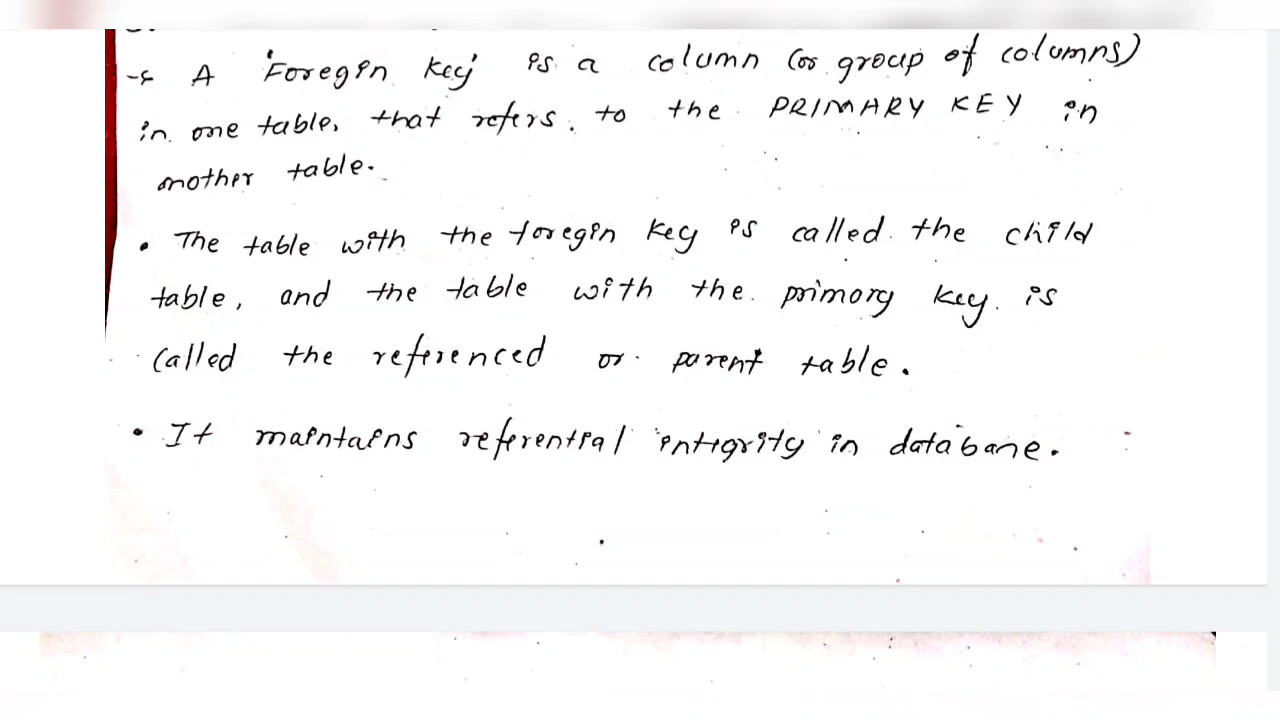 → A 'Foregin key' is a column (or group of columns)
in one table, that refers to the PRIMARY KEY in
another table.
• The table with the foregin key is called the child
table, and the table with the primary key is
called the referenced or parent table.
• It maintains referential intigrity in database.